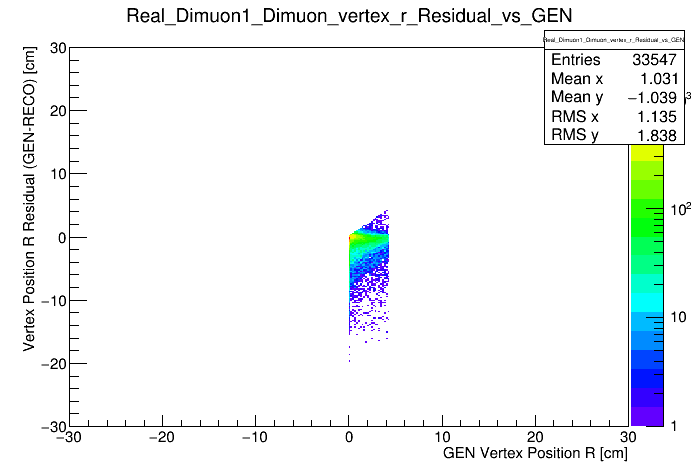 Real_Dimuon1_Dimuon_vertex_r_Residual_vs_GEN
Real_Dimuon1_Dimuon_vertex_r_Residual_vs_GEN
Entries 33547
Mean x 1.031
Mean y −1.039
RMS x 1.135
RMS y 1.838
Vertex Position R Residual (GEN-RECO) [cm]
30
20
10
0
−10
−20
−30
−30 −20 −10 0 10 20 30
GEN Vertex Position R [cm]
3
10²
10
1